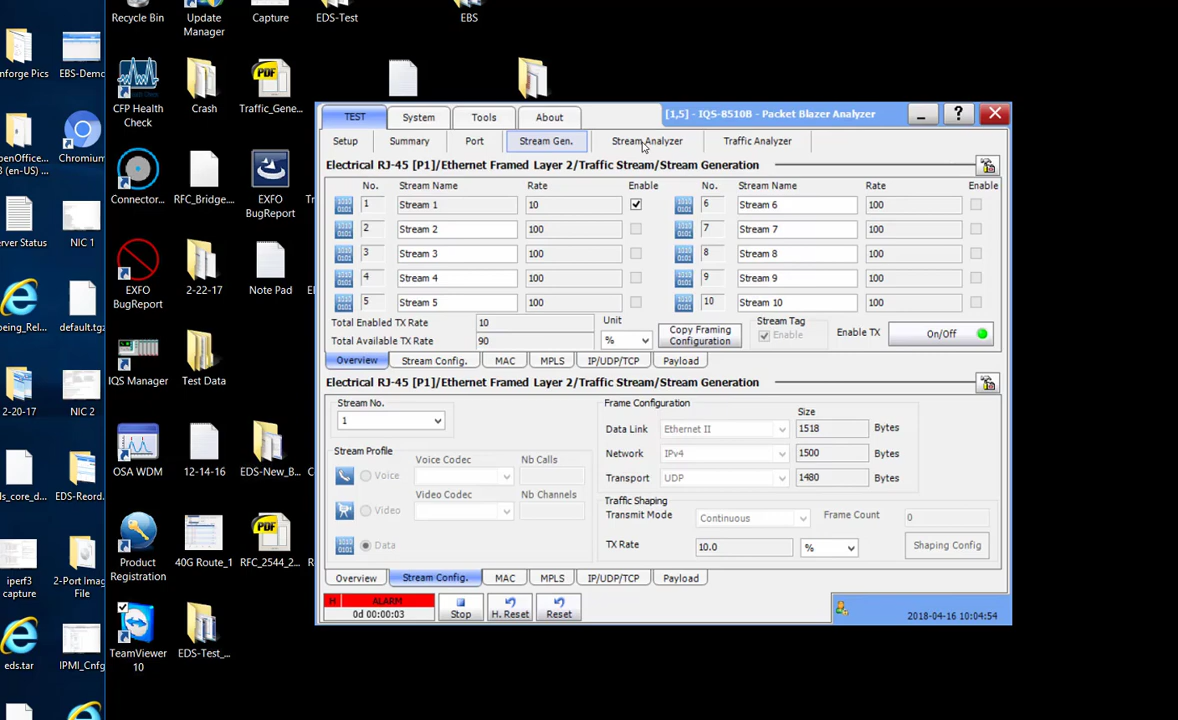 Recycle Bin
Update
Manager
Capture
EDS-Test
EBS
nforge Pics
EBS-Demo
CFP Health
Check
Crash
Traffic_Gene...
OpenOffice...
8 (en-US) ...
Chromium
Connector...
RFC_Bridge...
EXFO
BugReport
erver Status
NIC 1
EXFO
BugReport
2-22-17
Note Pad
eing_Rel...
default.tgz
IQS Manager
Test Data
2-20-17
NIC 2
OSA WDM
12-14-16
EDS-New_B...
ls_core_d...
EDS-Reord...
Product
Registration
40G Route_1
RFC_2544_2...
iperf3
capture
2-Port Imag
File
TeamViewer
10
EDS-Test_...
eds.tar
IPMI_Cnfg
TEST
System
Tools
About
[1,5] - IQS-8510B - Packet Blazer Analyzer
?
Setup
Summary
Port
Stream Gen.
Stream Analyzer
Traffic Analyzer
Electrical RJ-45 [P1]/Ethernet Framed Layer 2/Traffic Stream/Stream Generation
No. Stream Name Rate Enable No. Stream Name Rate Enable
1 Stream 1 10 6 Stream 6 100
2 Stream 2 100 7 Stream 7 100
3 Stream 3 100 8 Stream 8 100
4 Stream 4 100 9 Stream 9 100
5 Stream 5 100 10 Stream 10 100
Total Enabled TX Rate 10
Total Available TX Rate 90
Unit
%
Copy Framing
Configuration
Stream Tag
Enable
Enable TX
On/Off
Overview Stream Config. MAC MPLS IP/UDP/TCP Payload
Electrical RJ-45 [P1]/Ethernet Framed Layer 2/Traffic Stream/Stream Generation
Stream No.
1
Stream Profile
Voice Codec Nb Calls
Voice
Video Codec Nb Channels
Video
Data
Frame Configuration
Size
Data Link Ethernet II 1518 Bytes
Network IPv4 1500 Bytes
Transport UDP 1480 Bytes
Traffic Shaping
Transmit Mode Continuous Frame Count 0
TX Rate 10.0 % Shaping Config
Overview Stream Config. MAC MPLS IP/UDP/TCP Payload
H ALARM
0d 00:00:03
Stop
H. Reset
Reset
2018-04-16 10:04:54